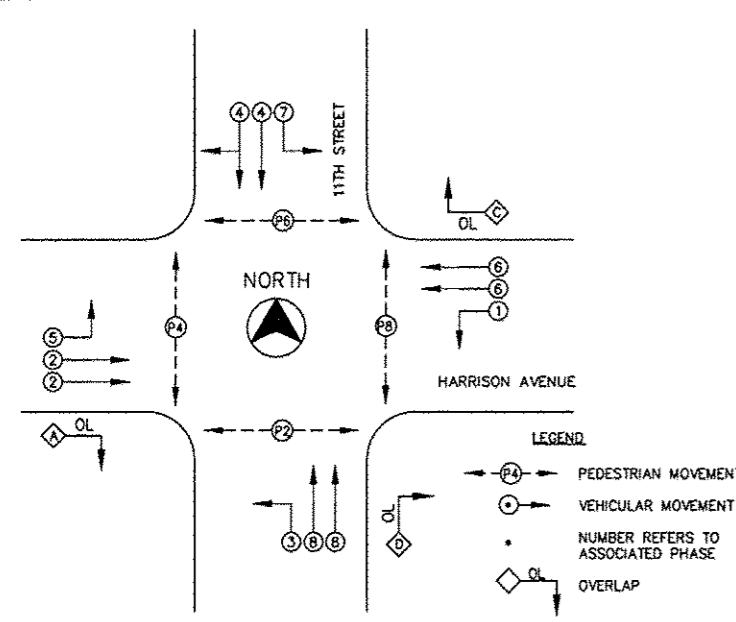 4 4 7
11TH STREET
C
OL
P6
6
NORTH
6
P4
P8
1
5
2
2
HARRISON AVENUE
A OL
P2
LEGEND
P4 PEDESTRIAN MOVEMENT
VEHICULAR MOVEMENT
OL
3 8 8
D
NUMBER REFERS TO
ASSOCIATED PHASE
OL
OVERLAP